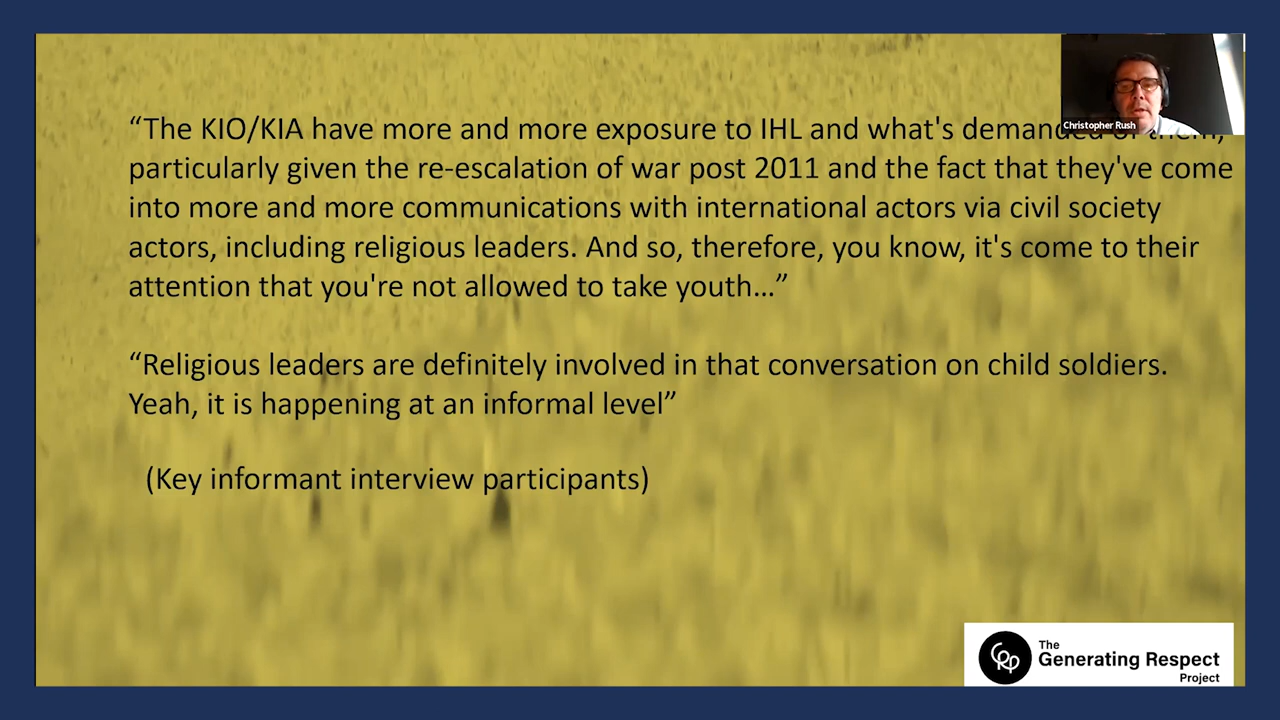 Christopher Rush
“The KIO/KIA have more and more exposure to IHL and what's demanded of them,
particularly given the re-escalation of war post 2011 and the fact that they've come
into more and more communications with international actors via civil society
actors, including religious leaders. And so, therefore, you know, it's come to their
attention that you're not allowed to take youth...”
“Religious leaders are definitely involved in that conversation on child soldiers.
Yeah, it is happening at an informal level”
(Key informant interview participants)
GRP
The
Generating Respect
Project